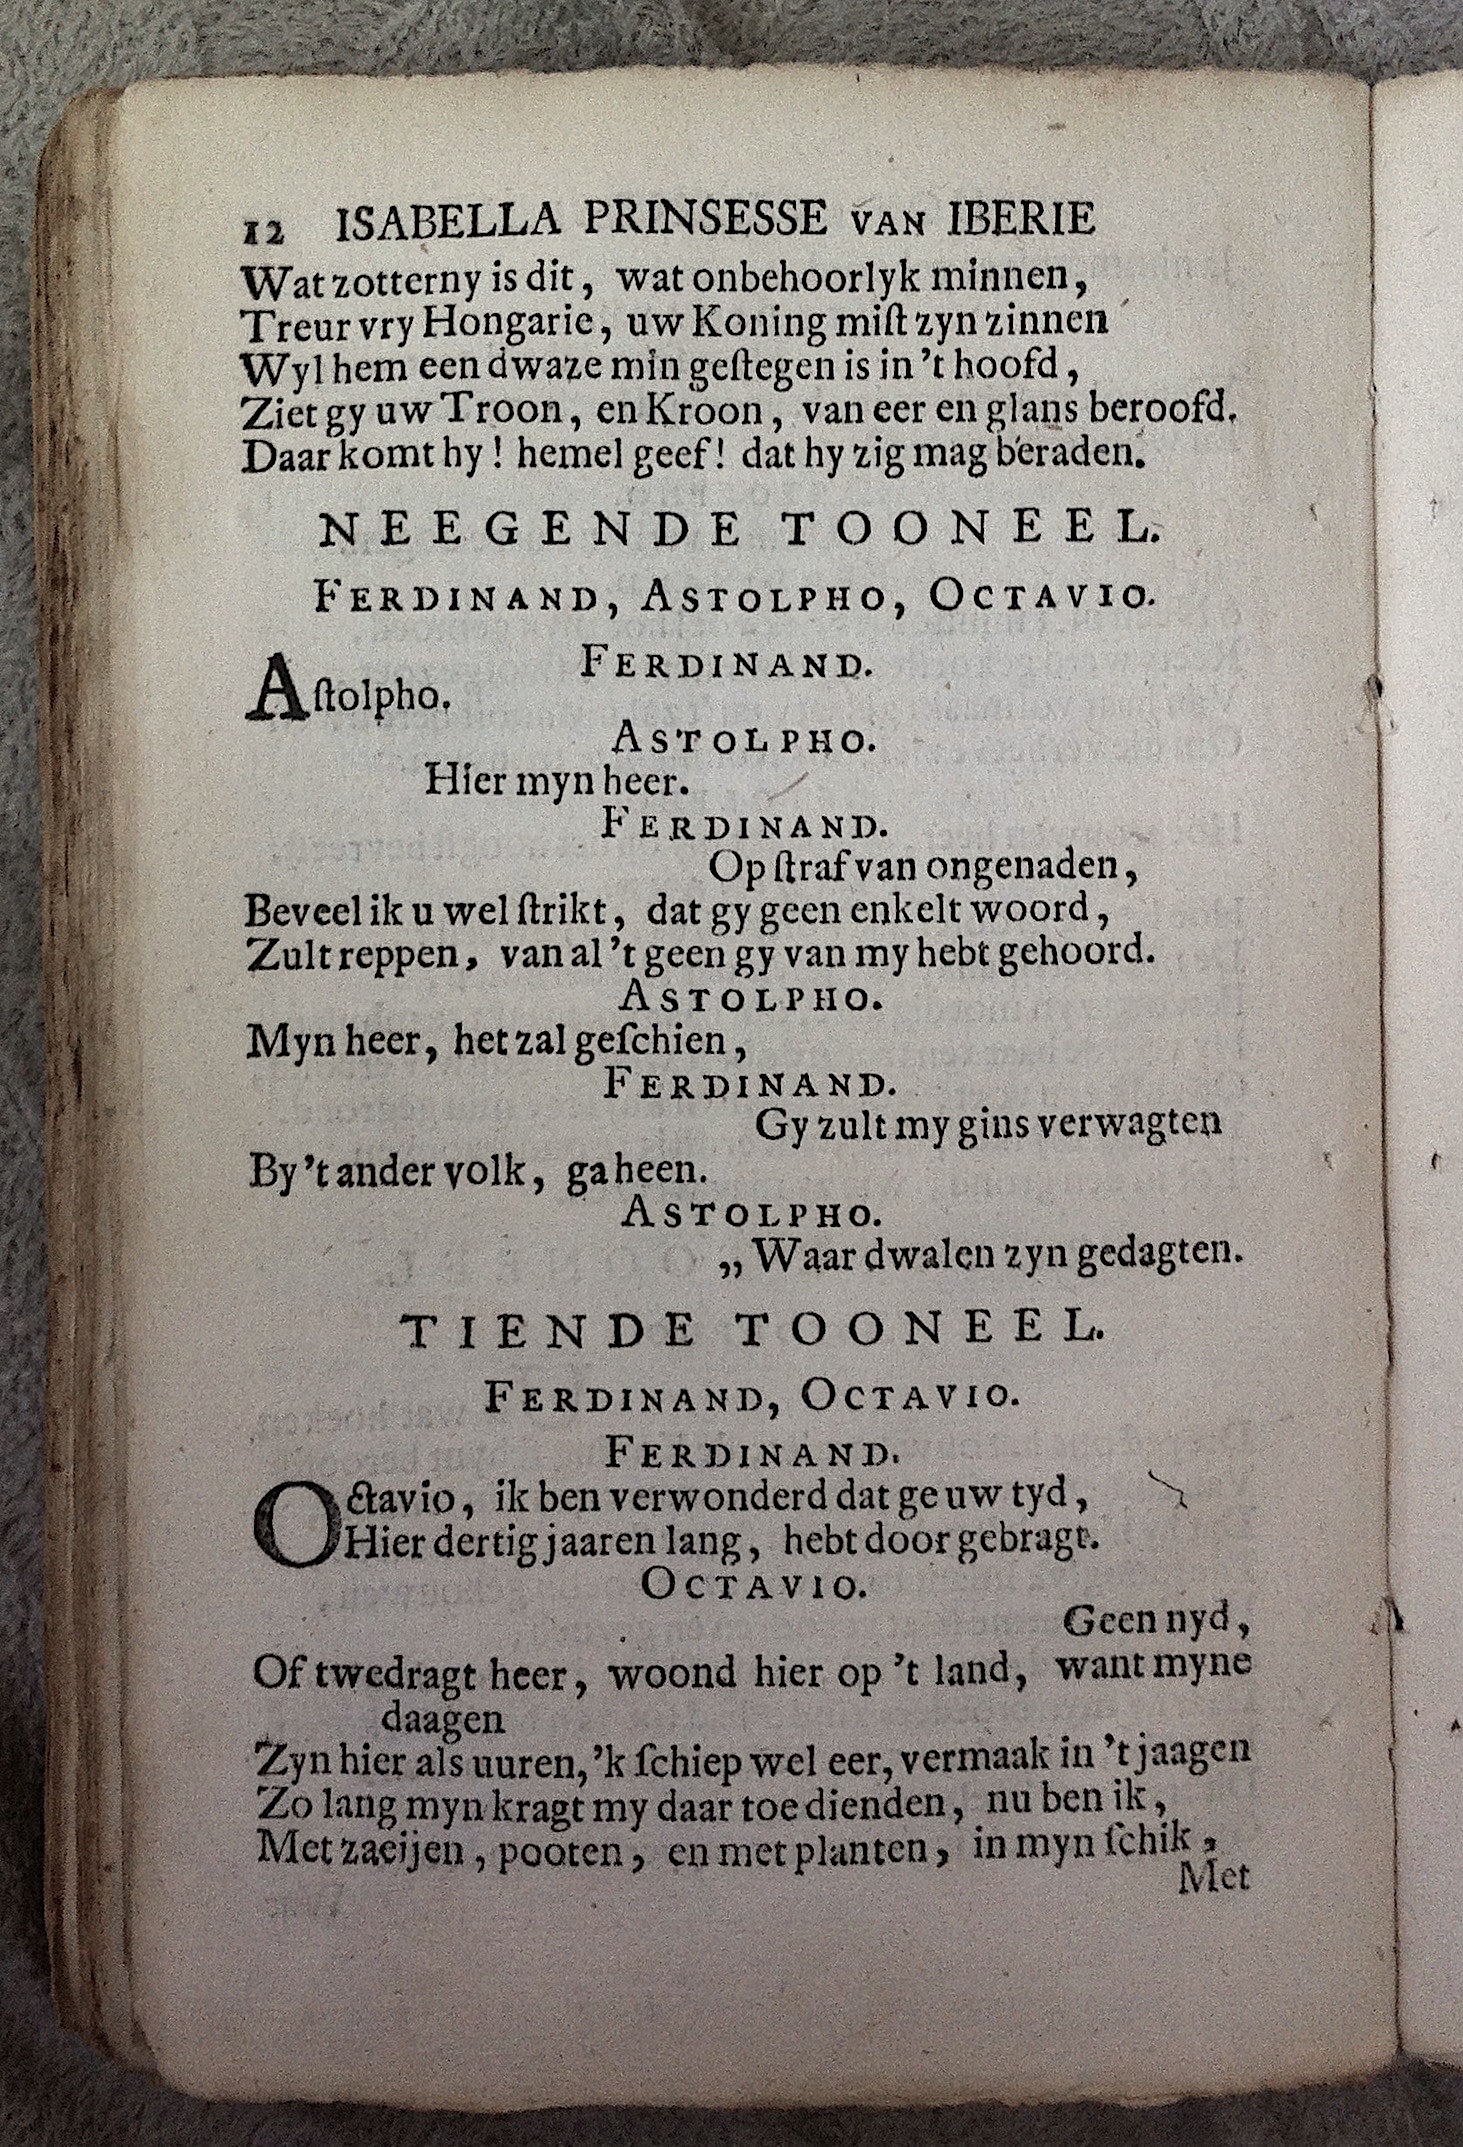 12 ISABELLA PRINSESSE VAN IBERIE
Wat zotterny is dit, wat onbehoorlyk minnen,
Treur vry Hongarie, uw Koning miſt zyn zinnen
Wyl hem een dwaze min geſtegen is in 't hoofd,
Ziet gy uw Troon, en Kroon, van eer en glans beroofd.
Daar komt hy! hemel geef! dat hy zig mag beraden.
NEEGENDE TOONEEL.
FERDINAND, ASTOLPHO, OCTAVIO.
FERDINAND.
Aſtolpho.
ASTOLPHO.
Hier myn heer.
FERDINAND.
Op ſtraf van ongenaden,
Beveel ik u wel ſtrikt, dat gy geen enkelt woord,
Zult reppen, van al 't geen gy van my hebt gehoord.
ASTOLPHO.
Myn heer, het zal geſchien,
FERDINAND.
Gy zult my gins verwagten
By 't ander volk, ga heen.
ASTOLPHO.
„Waar dwalen zyn gedagten.
TIENDE TOONEEL.
FERDINAND, OCTAVIO.
FERDINAND.
Octavio, ik ben verwonderd dat ge uw tyd,
Hier dertig jaaren lang, hebt door gebragt.
OCTAVIO.
Geen nyd,
Of twedragt heer, woond hier op 't land, want myne
daagen
Zyn hier als uuren, 'k ſchiep wel eer, vermaak in 't jaagen
Zo lang myn kragt my daar toe dienden, nu ben ik,
Met zaeijen, pooten, en met planten, in myn ſchik,
Met